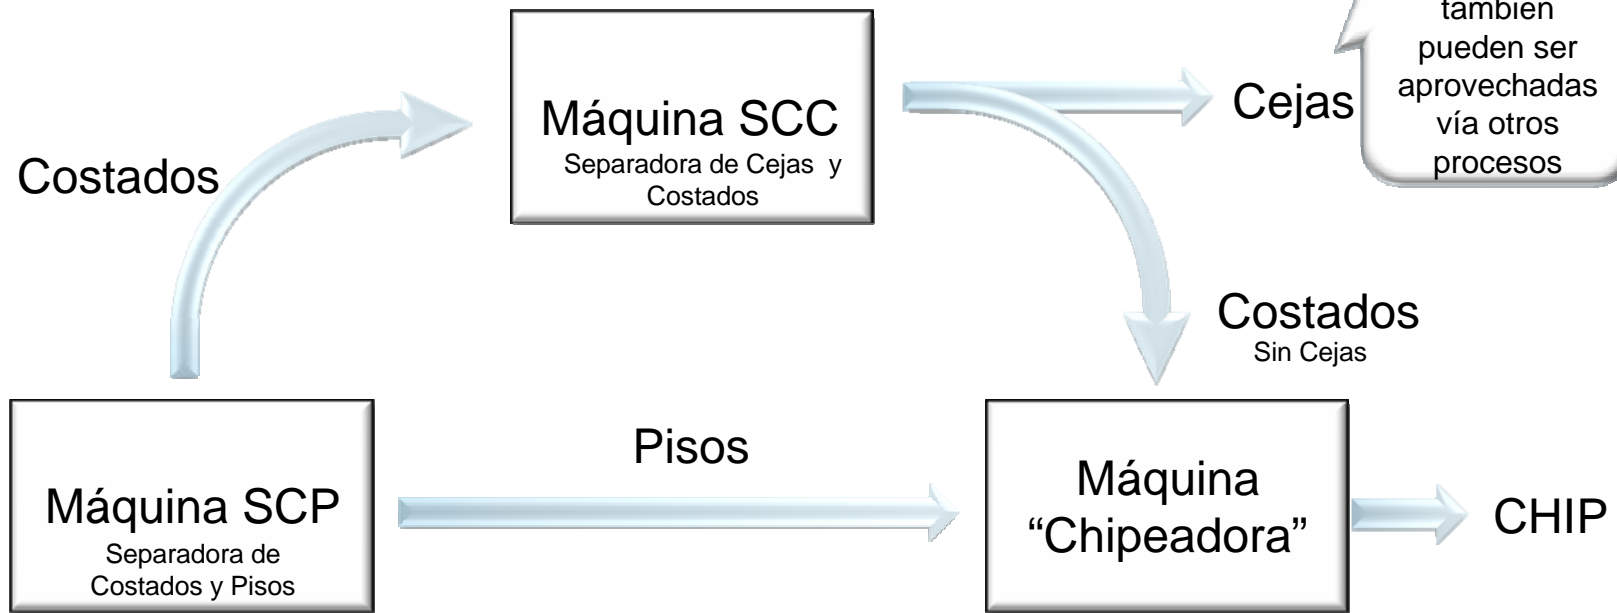 también
pueden ser
aprovechadas
vía otros
procesos
Máquina SCC
Separadora de Cejas y
Costados
Cejas
Costados
Costados
Sin Cejas
Pisos
Máquina SCP
Separadora de
Costados y Pisos
Máquina
“Chipeadora”
CHIP